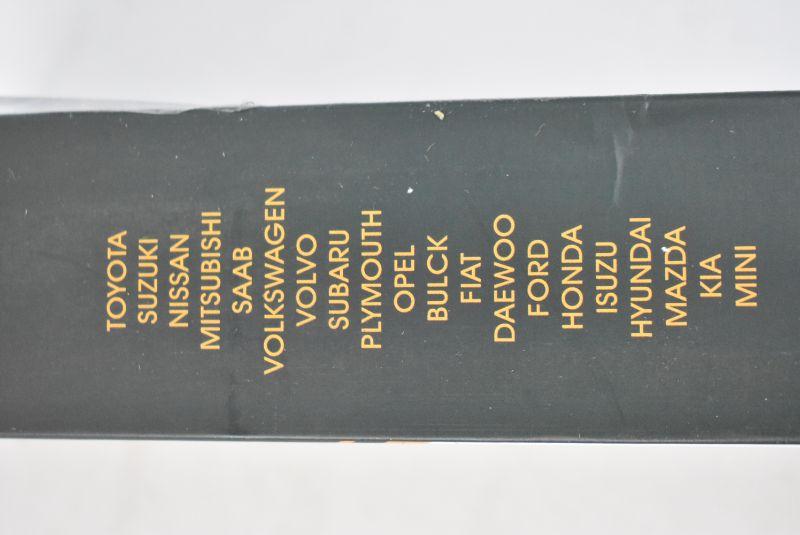 TOYOTA
SUZUKI
NISSAN
MITSUBISHI
SAAB
VOLKSWAGEN
VOLVO
SUBARU
PLYMOUTH
OPEL
BULCK
FIAT
DAEWOO
FORD
HONDA
ISUZU
HYUNDAI
MAZDA
KIA
MINI